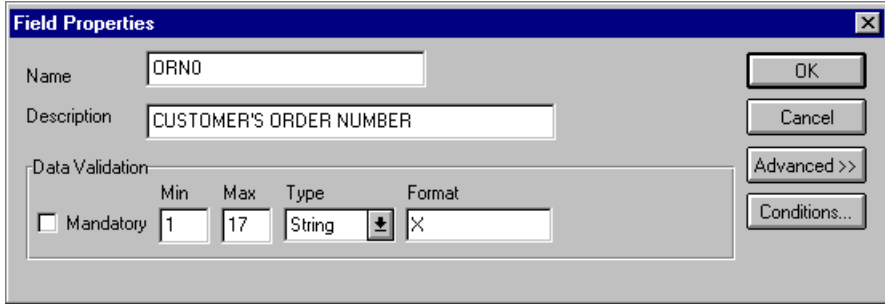 Field Properties
Name ORN0 OK
Description CUSTOMER'S ORDER NUMBER Cancel
Data Validation Advanced >>
Min Max Type Format
Mandatory 1 17 String X Conditions...